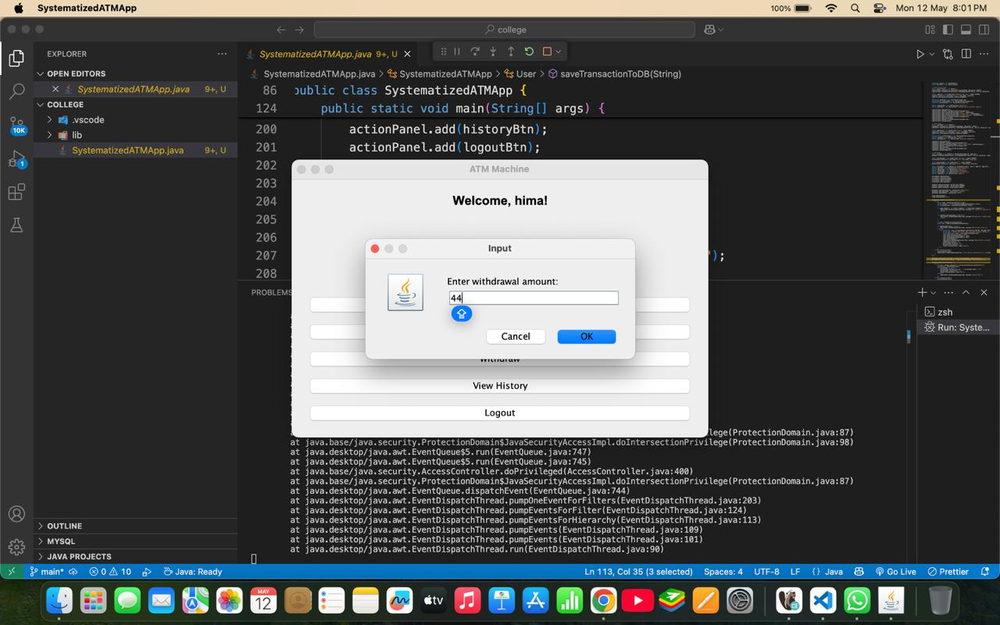 SystematizedATMApp 100% Mon 12 May 8:01 PM
college
EXPLORER
OPEN EDITORS
SystematizedATMApp.java 9+, U
COLLEGE
.vscode
lib
SystematizedATMApp.java 9+, U
10K
1
OUTLINE
MYSQL
JAVA PROJECTS
SystematizedATMApp.java 9+, U
SystematizedATMApp.java SystematizedATMApp User saveTransactionToDB(String)
86 public class SystematizedATMApp {
124 public static void main(String[] args) {
200 actionPanel.add(historyBtn);
201 actionPanel.add(logoutBtn);
202
203
204
205
206
207 ");
208
ATM Machine
Welcome, hima!
Input
Enter withdrawal amount:
44
Cancel OK
Withdraw
View History
Logout
PROBLEMS
zsh
Run: Syste...
at lege(ProtectionDomain.java:87)
at java.base/java.security.ProtectionDomain$JavaSecurityAccessImpl.doIntersectionPrivilege(ProtectionDomain.java:98)
at java.desktop/java.awt.EventQueue$5.run(EventQueue.java:747)
at java.desktop/java.awt.EventQueue$5.run(EventQueue.java:745)
at java.base/java.security.AccessController.doPrivileged(AccessController.java:400)
at java.base/java.security.ProtectionDomain$JavaSecurityAccessImpl.doIntersectionPrivilege(ProtectionDomain.java:87)
at java.desktop/java.awt.EventQueue.dispatchEvent(EventQueue.java:744)
at java.desktop/java.awt.EventDispatchThread.pumpOneEventForFilters(EventDispatchThread.java:203)
at java.desktop/java.awt.EventDispatchThread.pumpEventsForFilter(EventDispatchThread.java:124)
at java.desktop/java.awt.EventDispatchThread.pumpEventsForHierarchy(EventDispatchThread.java:113)
at java.desktop/java.awt.EventDispatchThread.pumpEvents(EventDispatchThread.java:109)
at java.desktop/java.awt.EventDispatchThread.pumpEvents(EventDispatchThread.java:101)
at java.desktop/java.awt.EventDispatchThread.run(EventDispatchThread.java:90)
main* 0 10 Java: Ready Ln 113, Col 35 (3 selected) Spaces: 4 UTF-8 LF { } Java Go Live Prettier
MAY
12
tv